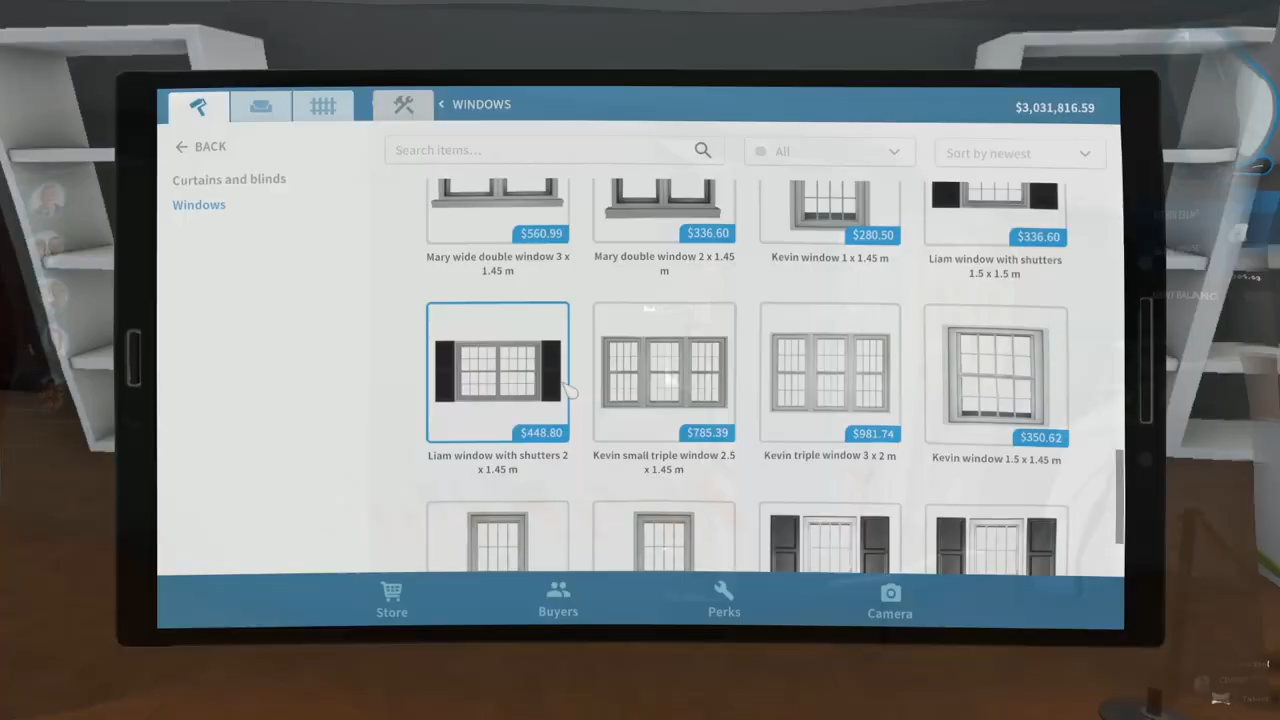 WINDOWS
$3,031,816.59
BACK
Search items...
All
Sort by newest
Curtains and blinds
Windows
$560.99
$336.60
$280.50
$336.60
Mary wide double window 3 x
1.45 m
Mary double window 2 x 1.45
m
Kevin window 1 x 1.45 m
Liam window with shutters
1.5 x 1.5 m
$448.80
$785.39
$981.74
$350.62
Liam window with shutters 2
x 1.45 m
Kevin small triple window 2.5
x 1.45 m
Kevin triple window 3 x 2 m
Kevin window 1.5 x 1.45 m
Store
Buyers
Perks
Camera